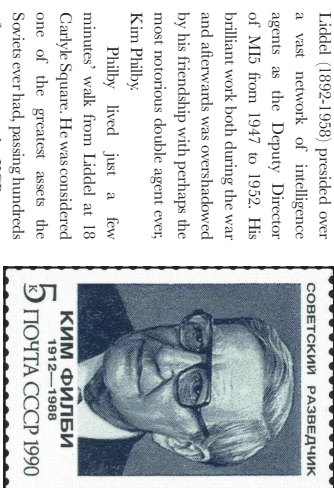 Liddel (1892-1958) presided over
a vast network of intelligence
agents as the Deputy Director
of MI5 from 1947 to 1952. His
brilliant work both during the war
and afterwards was overshadowed
by his friendship with perhaps the
most notorious double agent ever,
Kim Philby.
Philby lived just a few
minutes' walk from Liddel at 18
Carlyle Square. He was considered
one of the greatest assets the
Soviets ever had, passing hundreds
СОВЕТСКИЙ РАЗВЕДЧИК
КИМ ФИЛБИ
1912—1988
5к ПОЧТА СССР 1990